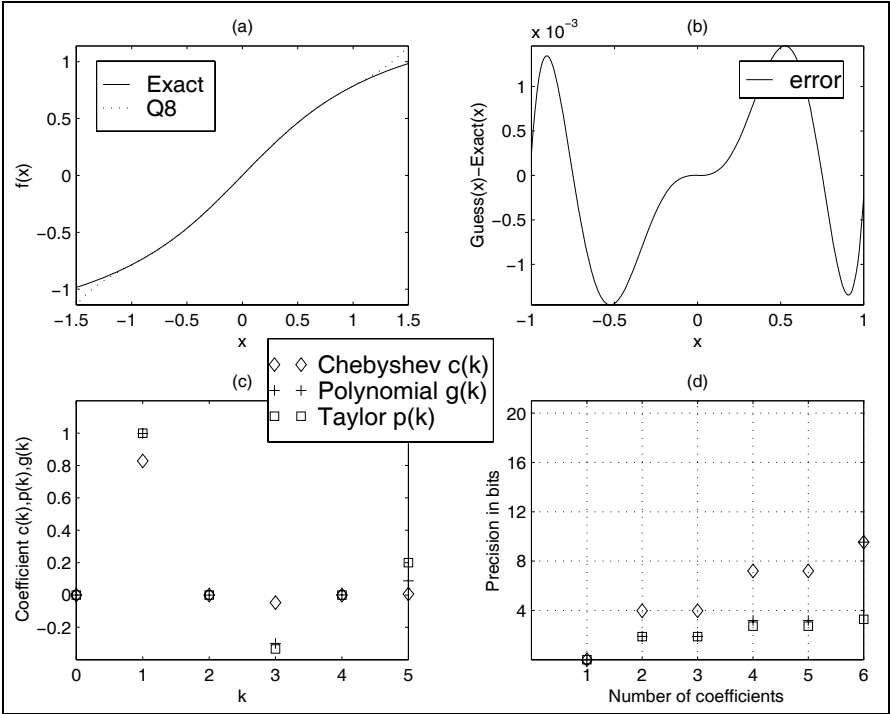 (a)
f(x)
1
0.5
0
−0.5
−1
Exact
Q8
−1.5 −1 −0.5 0 0.5 1 1.5
x
(b)
x 10−3
Guess(x)−Exact(x)
1
0.5
0
−0.5
−1
error
−1 −0.5 0 0.5 1
x
Chebyshev c(k)
Polynomial g(k)
Taylor p(k)
(c)
Coefficient c(k),p(k),g(k)
1
0.8
0.6
0.4
0.2
0
−0.2
0 1 2 3 4 5
k
(d)
Precision in bits
20
16
12
8
4
1 2 3 4 5 6
Number of coefficients